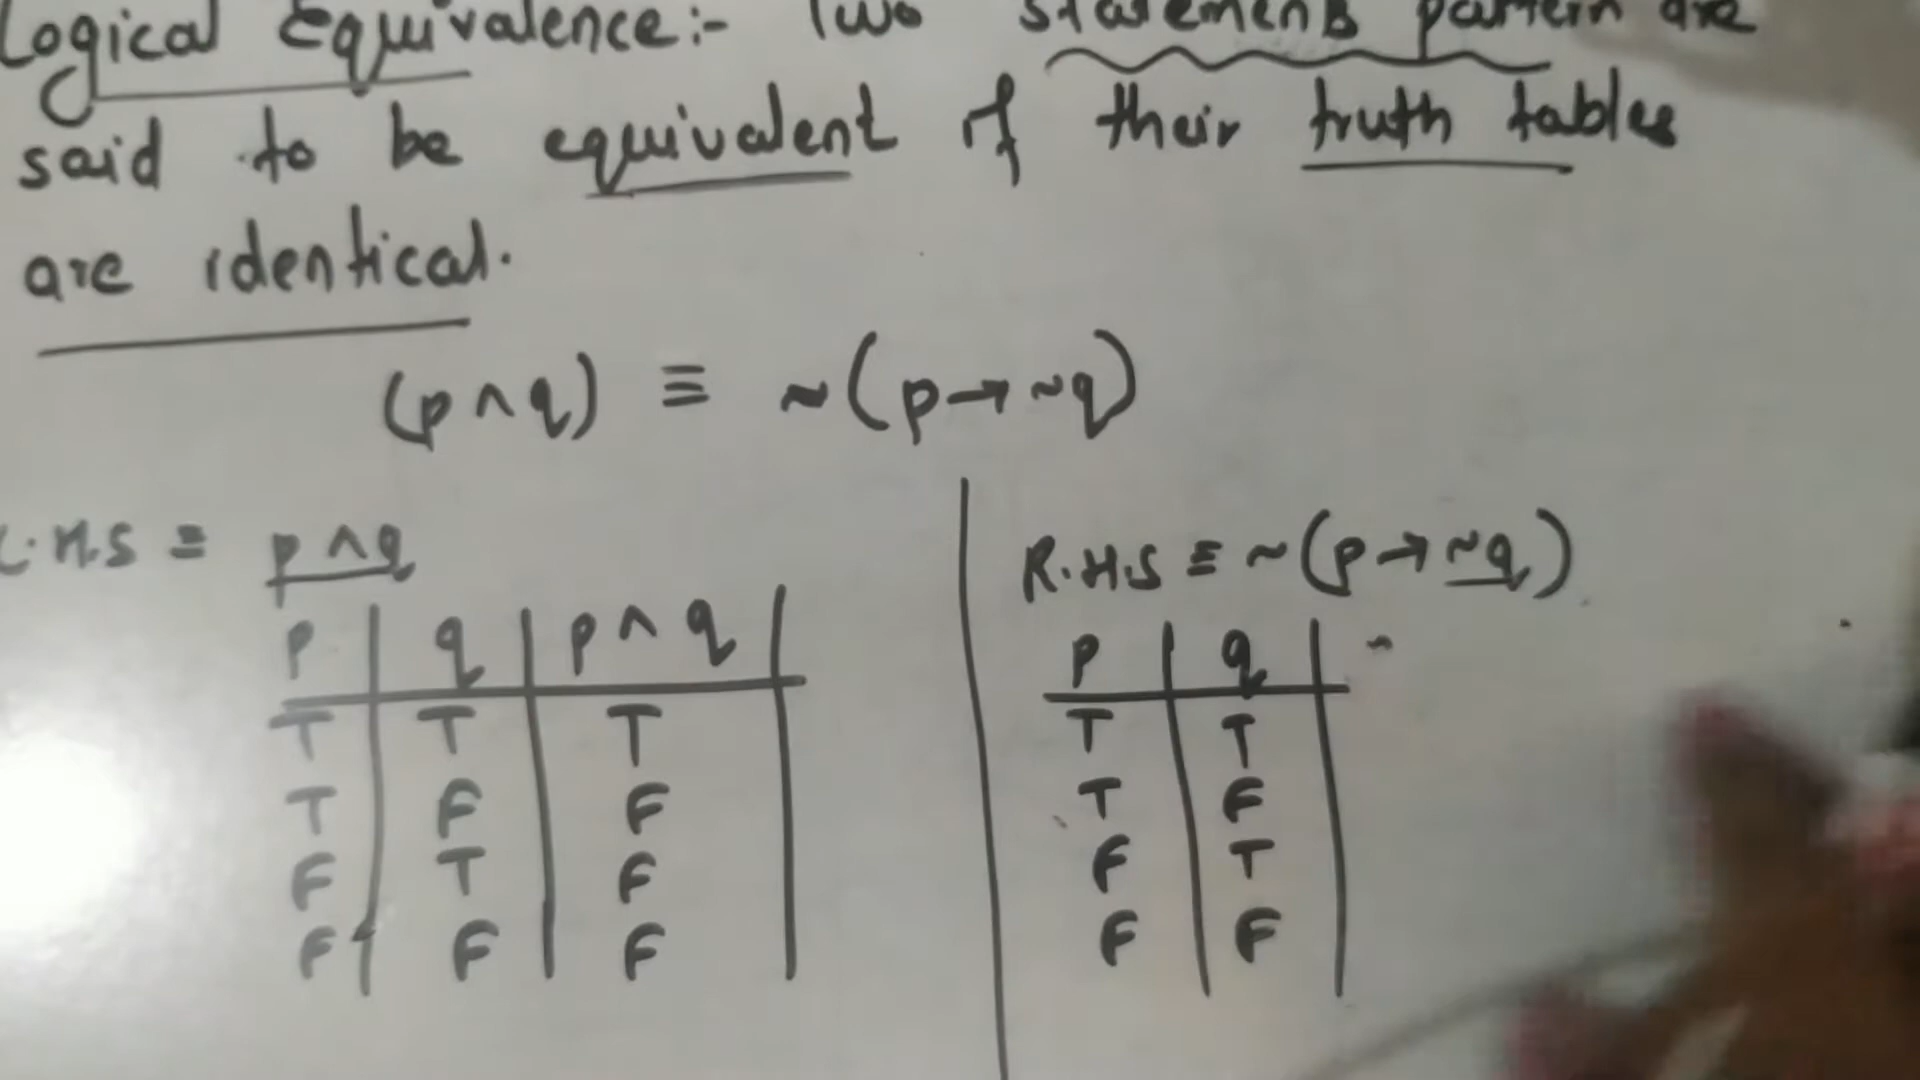 Logical Equivalence:- Two statements pattern are
said to be equivalent if their truth tables
are identical.
(p ∧ q) ≡ ~(p → ~q)
L.H.S ≡ p ∧ q
p q p ∧ q
T T T
T F F
F T F
F F F
R.H.S ≡ ~(p → ~q)
p q ~
T T
T F
F T
F F